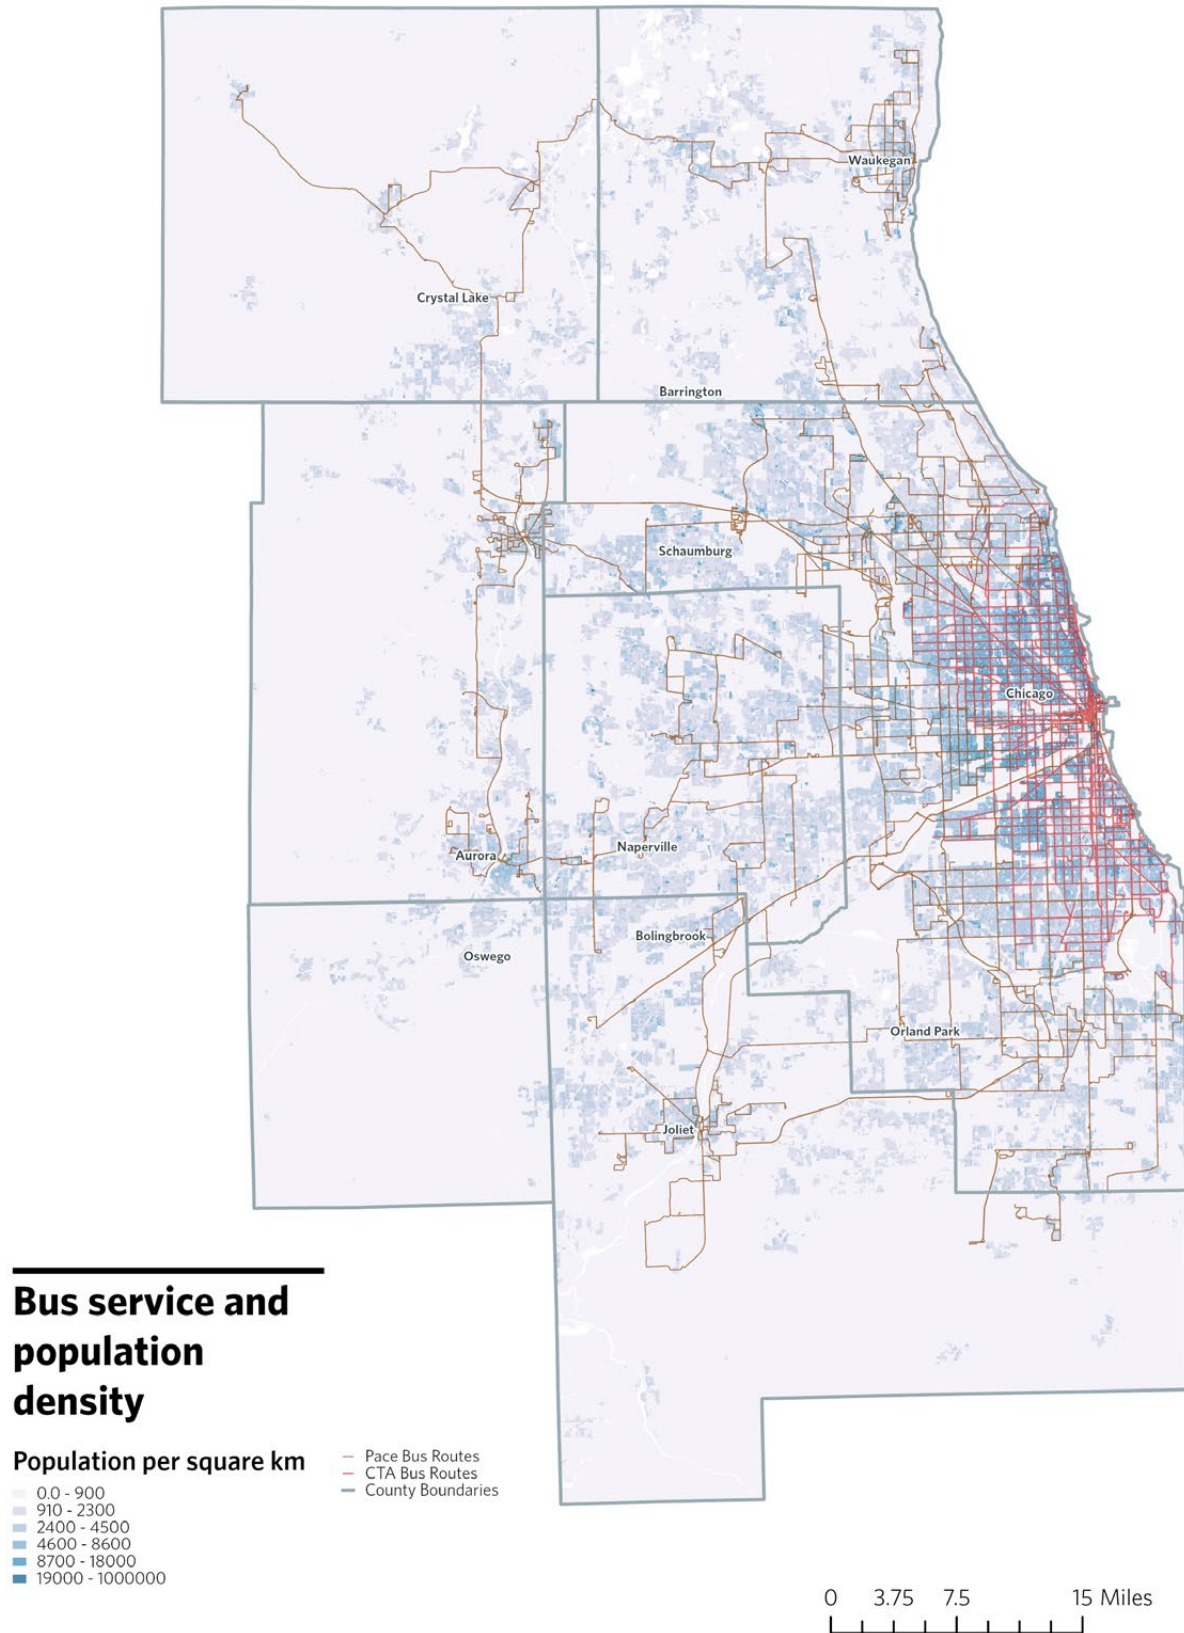 Waukegan
Crystal Lake
Barrington
Schaumburg
Chicago
Naperville
Aurora
Bolingbrook
Oswego
Orland Park
Joliet
Bus service and
population
density
Population per square km
0.0 - 900
910 - 2300
2400 - 4500
4600 - 8600
8700 - 18000
19000 - 1000000
Pace Bus Routes
CTA Bus Routes
County Boundaries
0 3.75 7.5 15 Miles